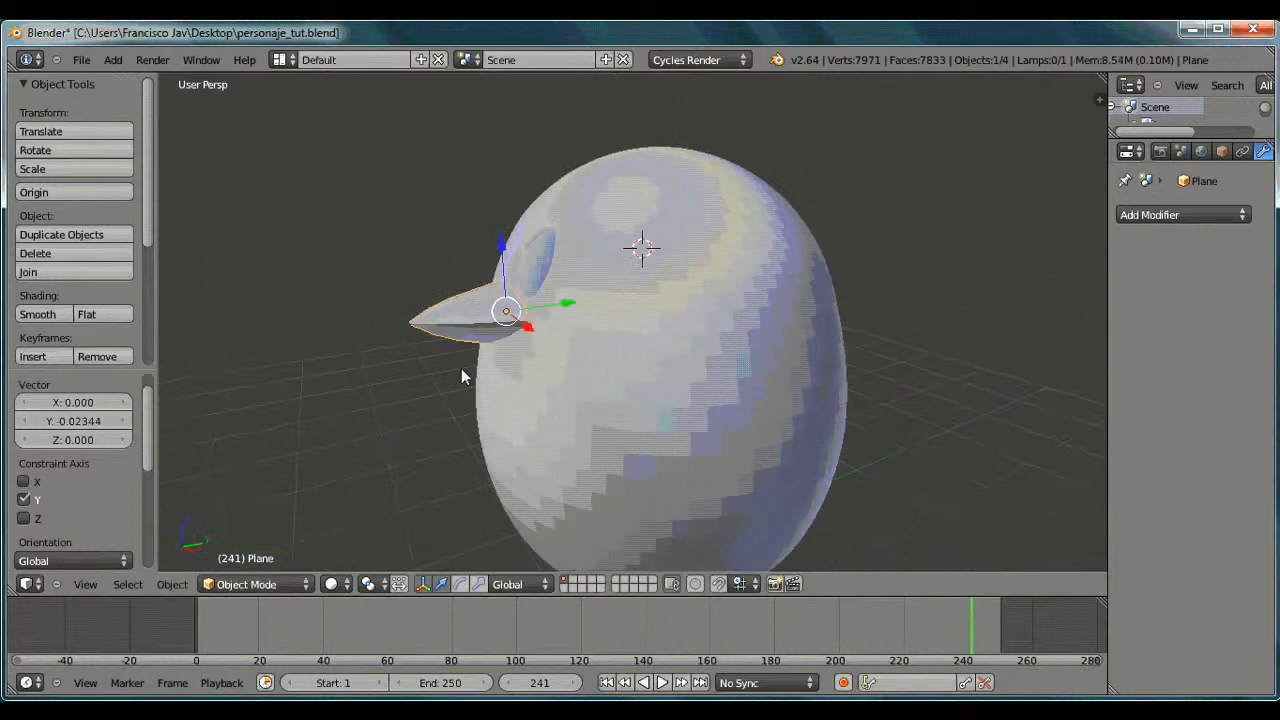 Blender* [C:\Users\Francisco Jav\Desktop\personaje_tut.blend]
File Add Render Window Help Default Scene Cycles Render v2.64 | Verts:7971 | Faces:7833 | Objects:1/4 | Lamps:0/1 | Mem:8.54M (0.10M) | Plane
Object Tools
User Persp
View Search All
Scene
Transform:
Translate
Rotate
Scale
Origin
Plane
Add Modifier
Object:
Duplicate Objects
Delete
Join
Shading:
Smooth Flat
Keyframes:
Insert Remove
Vector
X: 0.000
Y: -0.02344
Z: 0.000
Constraint Axis
X
Y
Z
Orientation
Global
(241) Plane
View Select Object Object Mode Global
-40 -20 0 20 40 60 80 100 120 140 160 180 200 220 240 260 280
View Marker Frame Playback Start: 1 End: 250 241 No Sync